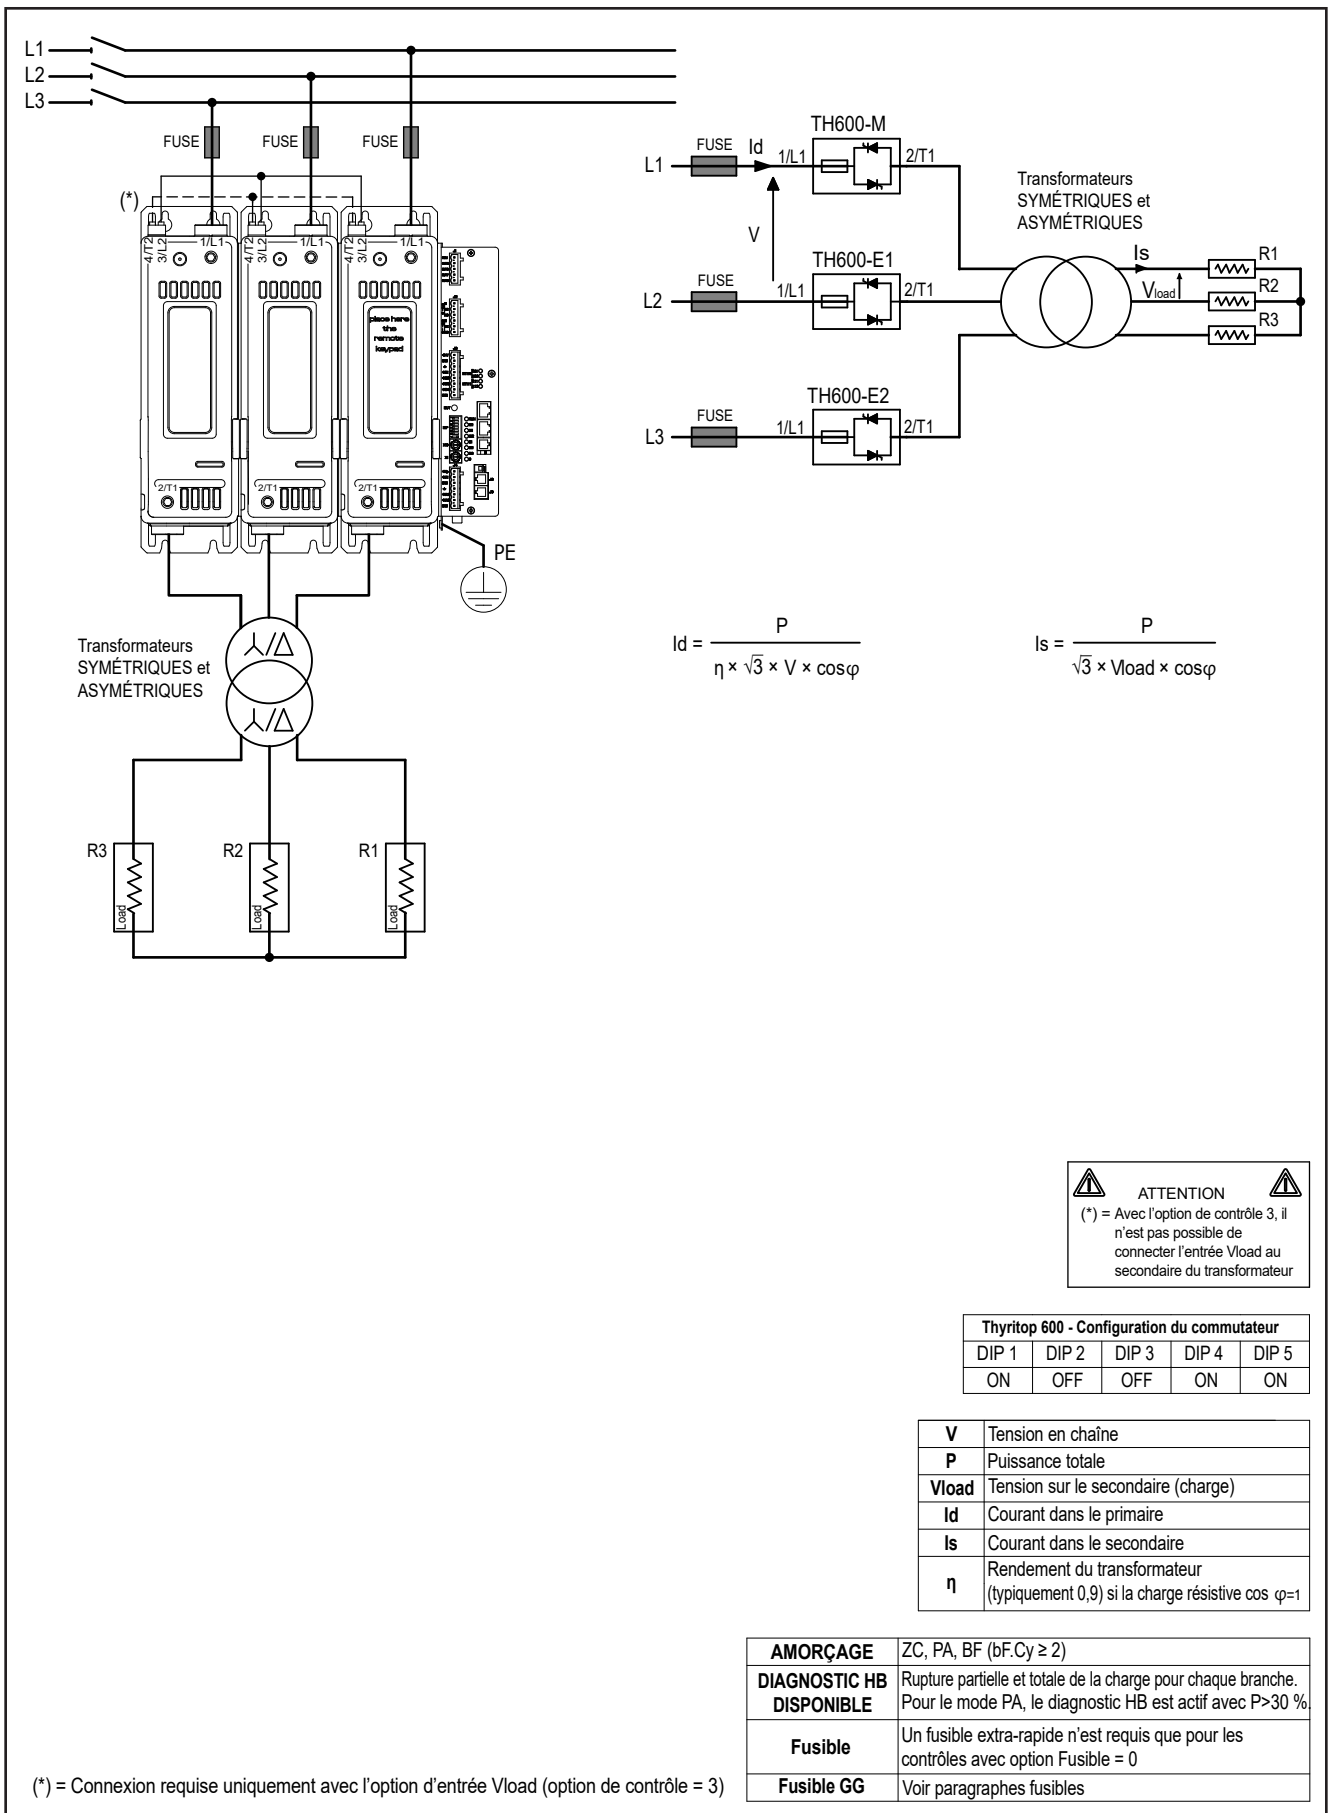 L1
L2
L3
FUSE
FUSE
FUSE
(*)
4/T2
3/L2
1/L1
4/T2
3/L2
1/L1
4/T2
3/L2
1/L1
place here
the
remote
keypad
2/T1
2/T1
2/T1
PE
Transformateurs
SYMÉTRIQUES et
ASYMÉTRIQUES
R3
R2
R1
Load
Load
Load
TH600-M
L1
FUSE
Id
1/L1
2/T1
V
TH600-E1
L2
FUSE
1/L1
2/T1
TH600-E2
L3
FUSE
1/L1
2/T1
Transformateurs
SYMÉTRIQUES et
ASYMÉTRIQUES
Is
Vload
R1
R2
R3
Id = P / η × √3 × V × cosφ
Is = P / √3 × Vload × cosφ
ATTENTION
(*) = Avec l’option de contrôle 3, il
n’est pas possible de
connecter l’entrée Vload au
secondaire du transformateur
Thyritop 600 - Configuration du commutateur
DIP 1 DIP 2 DIP 3 DIP 4 DIP 5
ON OFF OFF ON ON
V Tension en chaîne
P Puissance totale
Vload Tension sur le secondaire (charge)
Id Courant dans le primaire
Is Courant dans le secondaire
η Rendement du transformateur
(typiquement 0,9) si la charge résistive cos φ=1
AMORÇAGE ZC, PA, BF (bF.Cy ≥ 2)
DIAGNOSTIC HB
DISPONIBLE
Rupture partielle et totale de la charge pour chaque branche.
Pour le mode PA, le diagnostic HB est actif avec P>30 %.
Fusible
Un fusible extra-rapide n’est requis que pour les
contrôles avec option Fusible = 0
Fusible GG Voir paragraphes fusibles
(*) = Connexion requise uniquement avec l’option d’entrée Vload (option de contrôle = 3)